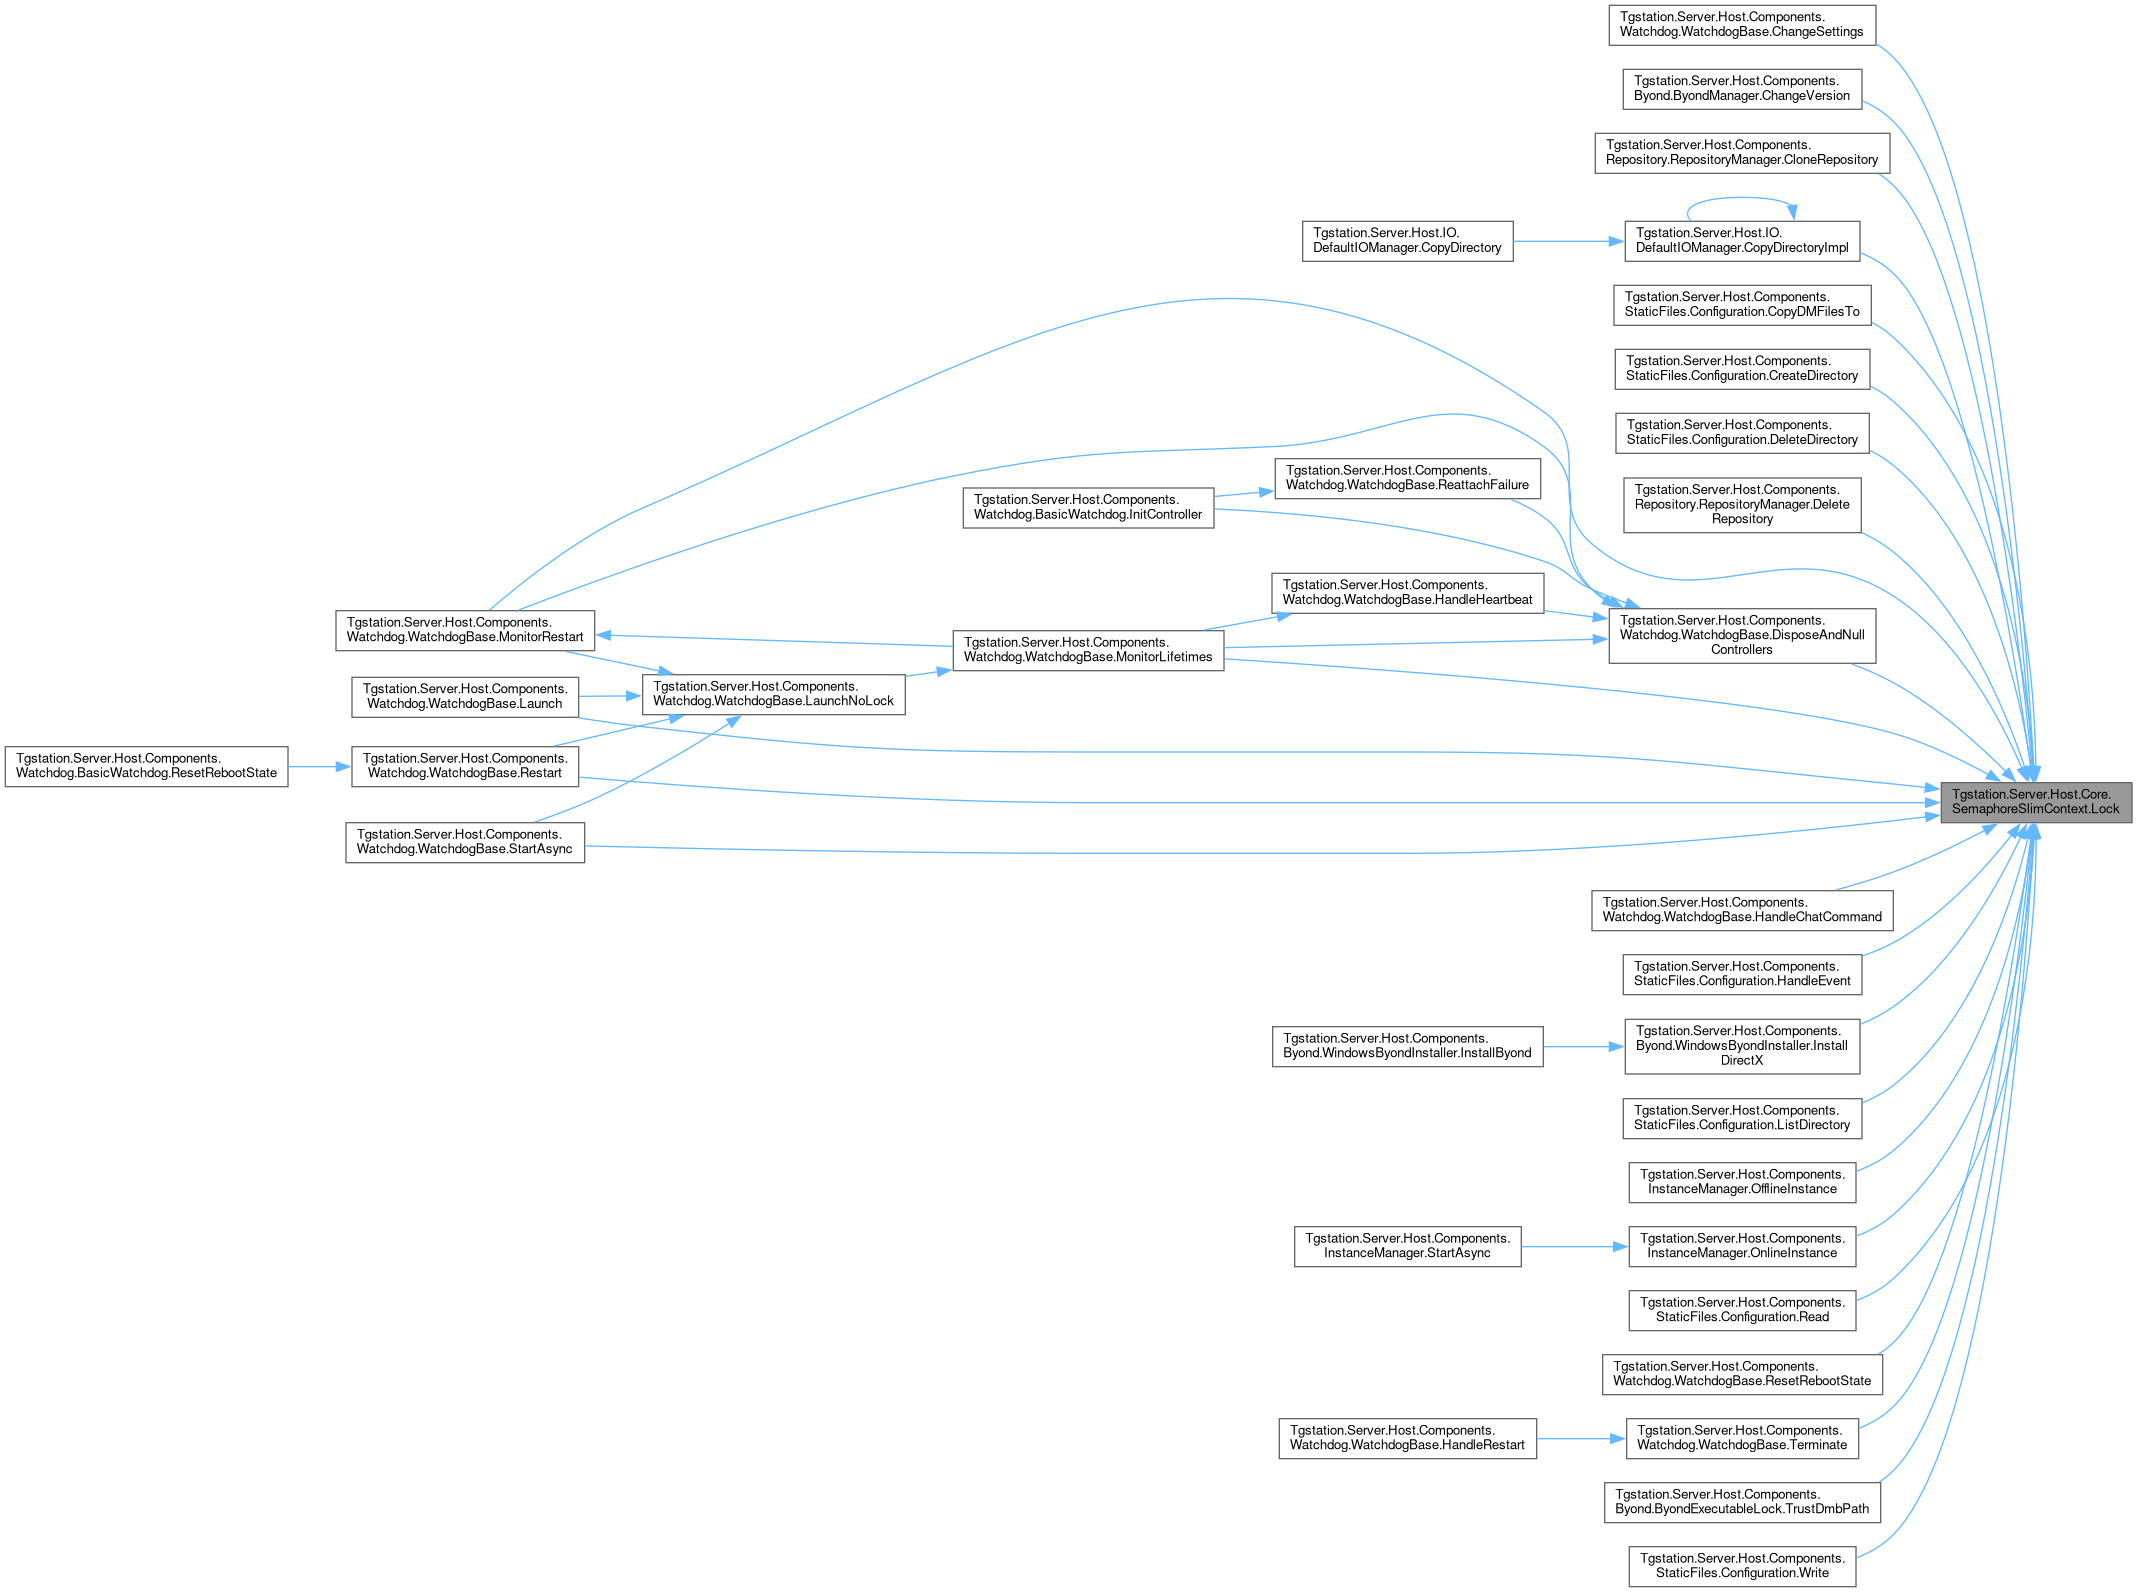 Tgstation.Server.Host.Components.
Watchdog.WatchdogBase.ChangeSettings
Tgstation.Server.Host.Components.
Byond.ByondManager.ChangeVersion
Tgstation.Server.Host.Components.
Repository.RepositoryManager.CloneRepository
Tgstation.Server.Host.IO.
DefaultIOManager.CopyDirectory
Tgstation.Server.Host.IO.
DefaultIOManager.CopyDirectoryImpl
Tgstation.Server.Host.Components.
StaticFiles.Configuration.CopyDMFilesTo
Tgstation.Server.Host.Components.
StaticFiles.Configuration.CreateDirectory
Tgstation.Server.Host.Components.
StaticFiles.Configuration.DeleteDirectory
Tgstation.Server.Host.Components.
Watchdog.WatchdogBase.ReattachFailure
Tgstation.Server.Host.Components.
Watchdog.BasicWatchdog.InitController
Tgstation.Server.Host.Components.
Repository.RepositoryManager.Delete
Repository
Tgstation.Server.Host.Components.
Watchdog.WatchdogBase.HandleHeartbeat
Tgstation.Server.Host.Components.
Watchdog.WatchdogBase.MonitorRestart
Tgstation.Server.Host.Components.
Watchdog.WatchdogBase.MonitorLifetimes
Tgstation.Server.Host.Components.
Watchdog.WatchdogBase.DisposeAndNull
Controllers
Tgstation.Server.Host.Components.
Watchdog.WatchdogBase.Launch
Tgstation.Server.Host.Components.
Watchdog.WatchdogBase.LaunchNoLock
Tgstation.Server.Host.Components.
Watchdog.BasicWatchdog.ResetRebootState
Tgstation.Server.Host.Components.
Watchdog.WatchdogBase.Restart
Tgstation.Server.Host.Core.
SemaphoreSlimContext.Lock
Tgstation.Server.Host.Components.
Watchdog.WatchdogBase.StartAsync
Tgstation.Server.Host.Components.
Watchdog.WatchdogBase.HandleChatCommand
Tgstation.Server.Host.Components.
StaticFiles.Configuration.HandleEvent
Tgstation.Server.Host.Components.
Byond.WindowsByondInstaller.InstallByond
Tgstation.Server.Host.Components.
Byond.WindowsByondInstaller.Install
DirectX
Tgstation.Server.Host.Components.
StaticFiles.Configuration.ListDirectory
Tgstation.Server.Host.Components.
InstanceManager.OfflineInstance
Tgstation.Server.Host.Components.
InstanceManager.StartAsync
Tgstation.Server.Host.Components.
InstanceManager.OnlineInstance
Tgstation.Server.Host.Components.
StaticFiles.Configuration.Read
Tgstation.Server.Host.Components.
Watchdog.WatchdogBase.ResetRebootState
Tgstation.Server.Host.Components.
Watchdog.WatchdogBase.HandleRestart
Tgstation.Server.Host.Components.
Watchdog.WatchdogBase.Terminate
Tgstation.Server.Host.Components.
Byond.ByondExecutableLock.TrustDmbPath
Tgstation.Server.Host.Components.
StaticFiles.Configuration.Write